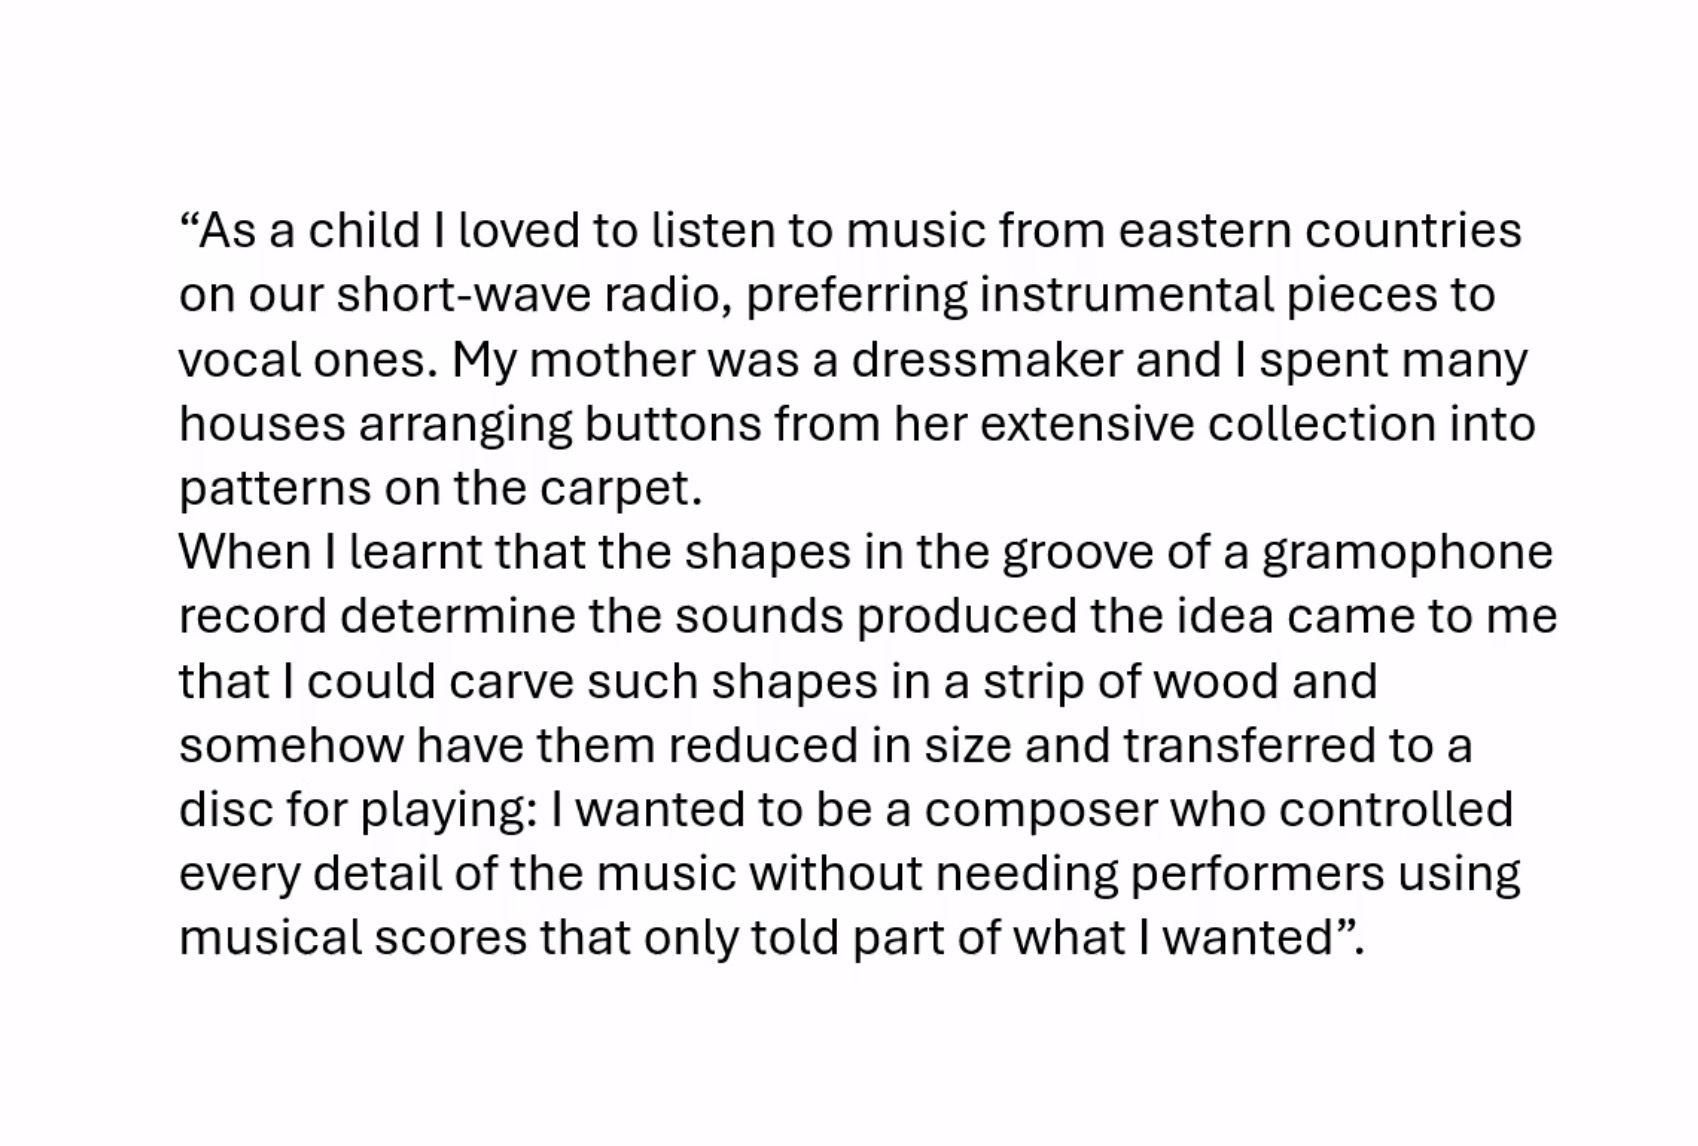 “As a child I loved to listen to music from eastern countries
on our short-wave radio, preferring instrumental pieces to
vocal ones. My mother was a dressmaker and I spent many
houses arranging buttons from her extensive collection into
patterns on the carpet.
When I learnt that the shapes in the groove of a gramophone
record determine the sounds produced the idea came to me
that I could carve such shapes in a strip of wood and
somehow have them reduced in size and transferred to a
disc for playing: I wanted to be a composer who controlled
every detail of the music without needing performers using
musical scores that only told part of what I wanted”.